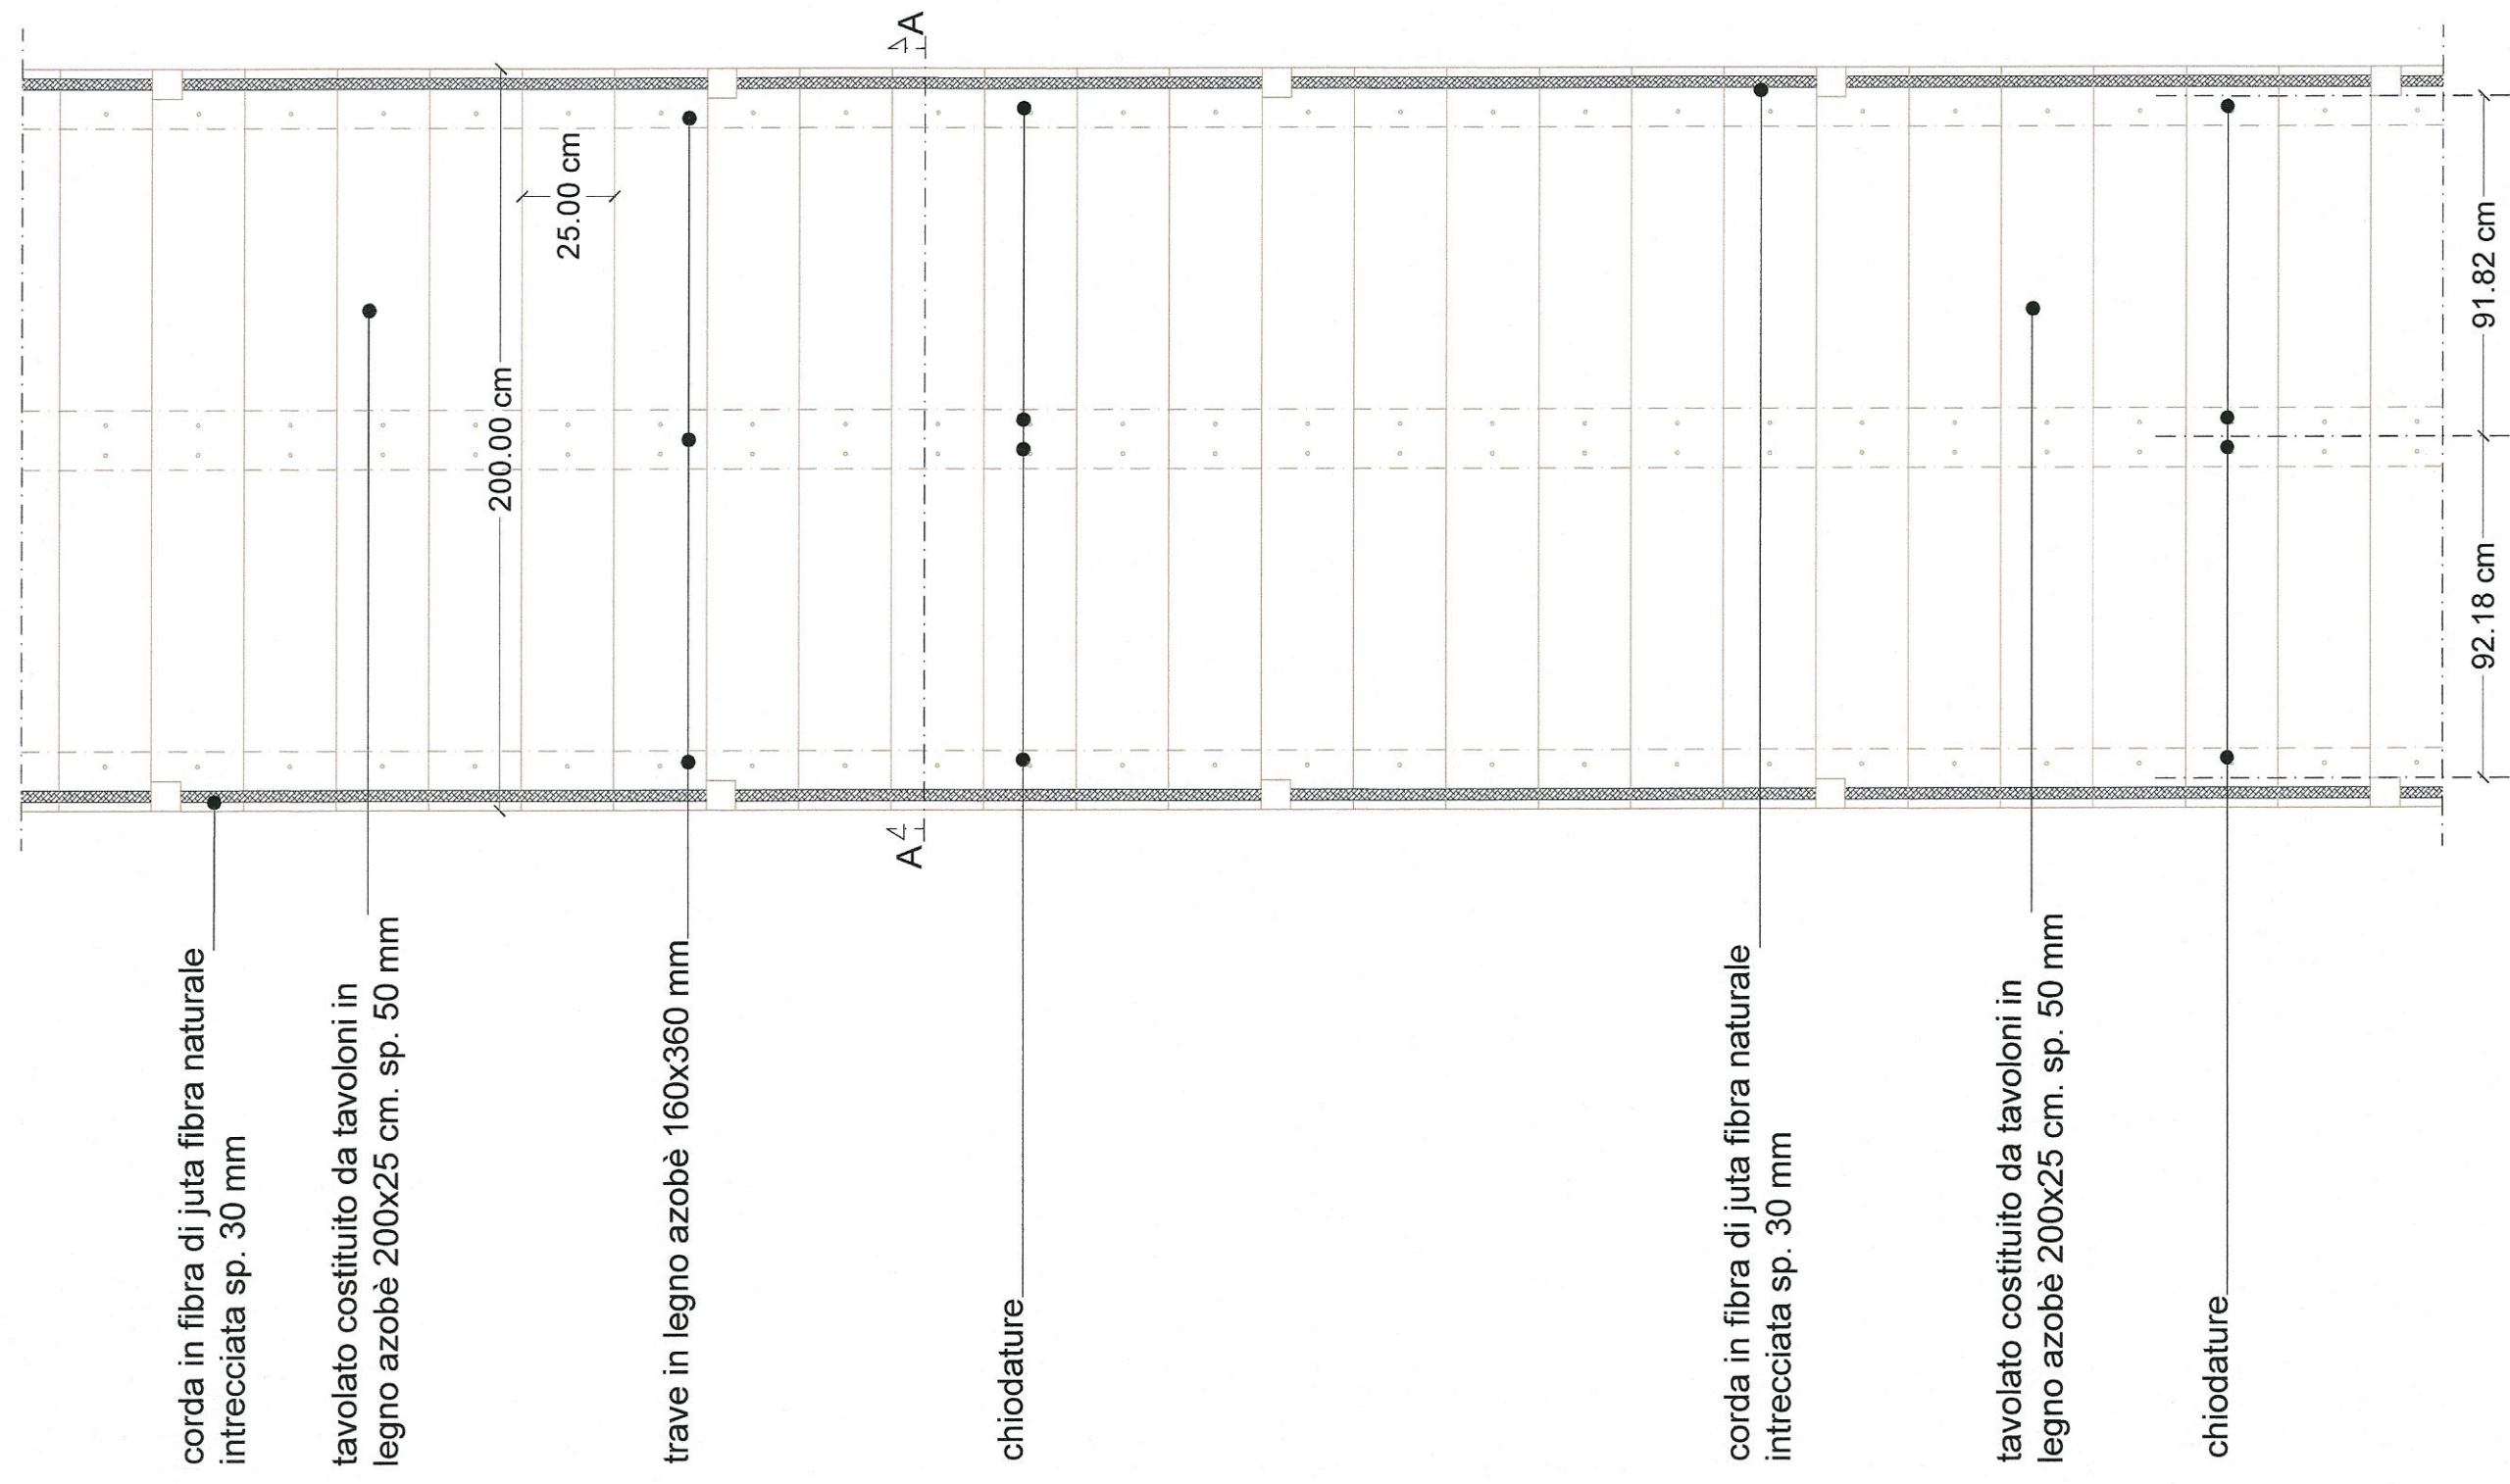 corda in fibra di juta fibra naturale
intrecciata sp. 30 mm
tavolato costituito da tavoloni in
legno azobè 200x25 cm. sp. 50 mm
200.00 cm
25.00 cm
trave in legno azobè 160x360 mm
A
A
chiodature
corda in fibra di juta fibra naturale
intrecciata sp. 30 mm
tavolato costituito da tavoloni in
legno azobè 200x25 cm. sp. 50 mm
chiodature
92.18 cm
91.82 cm